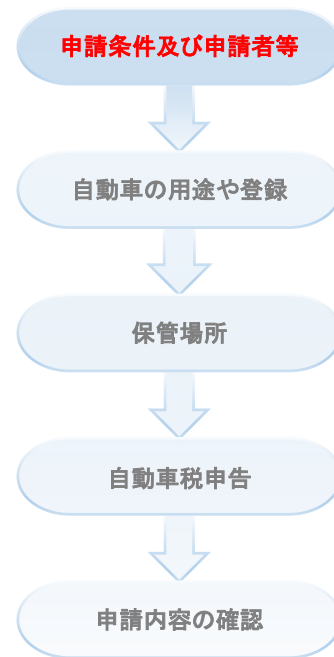 申請条件及び申請者等
自動車の用途や登録
保管場所
自動車税申告
申請内容の確認